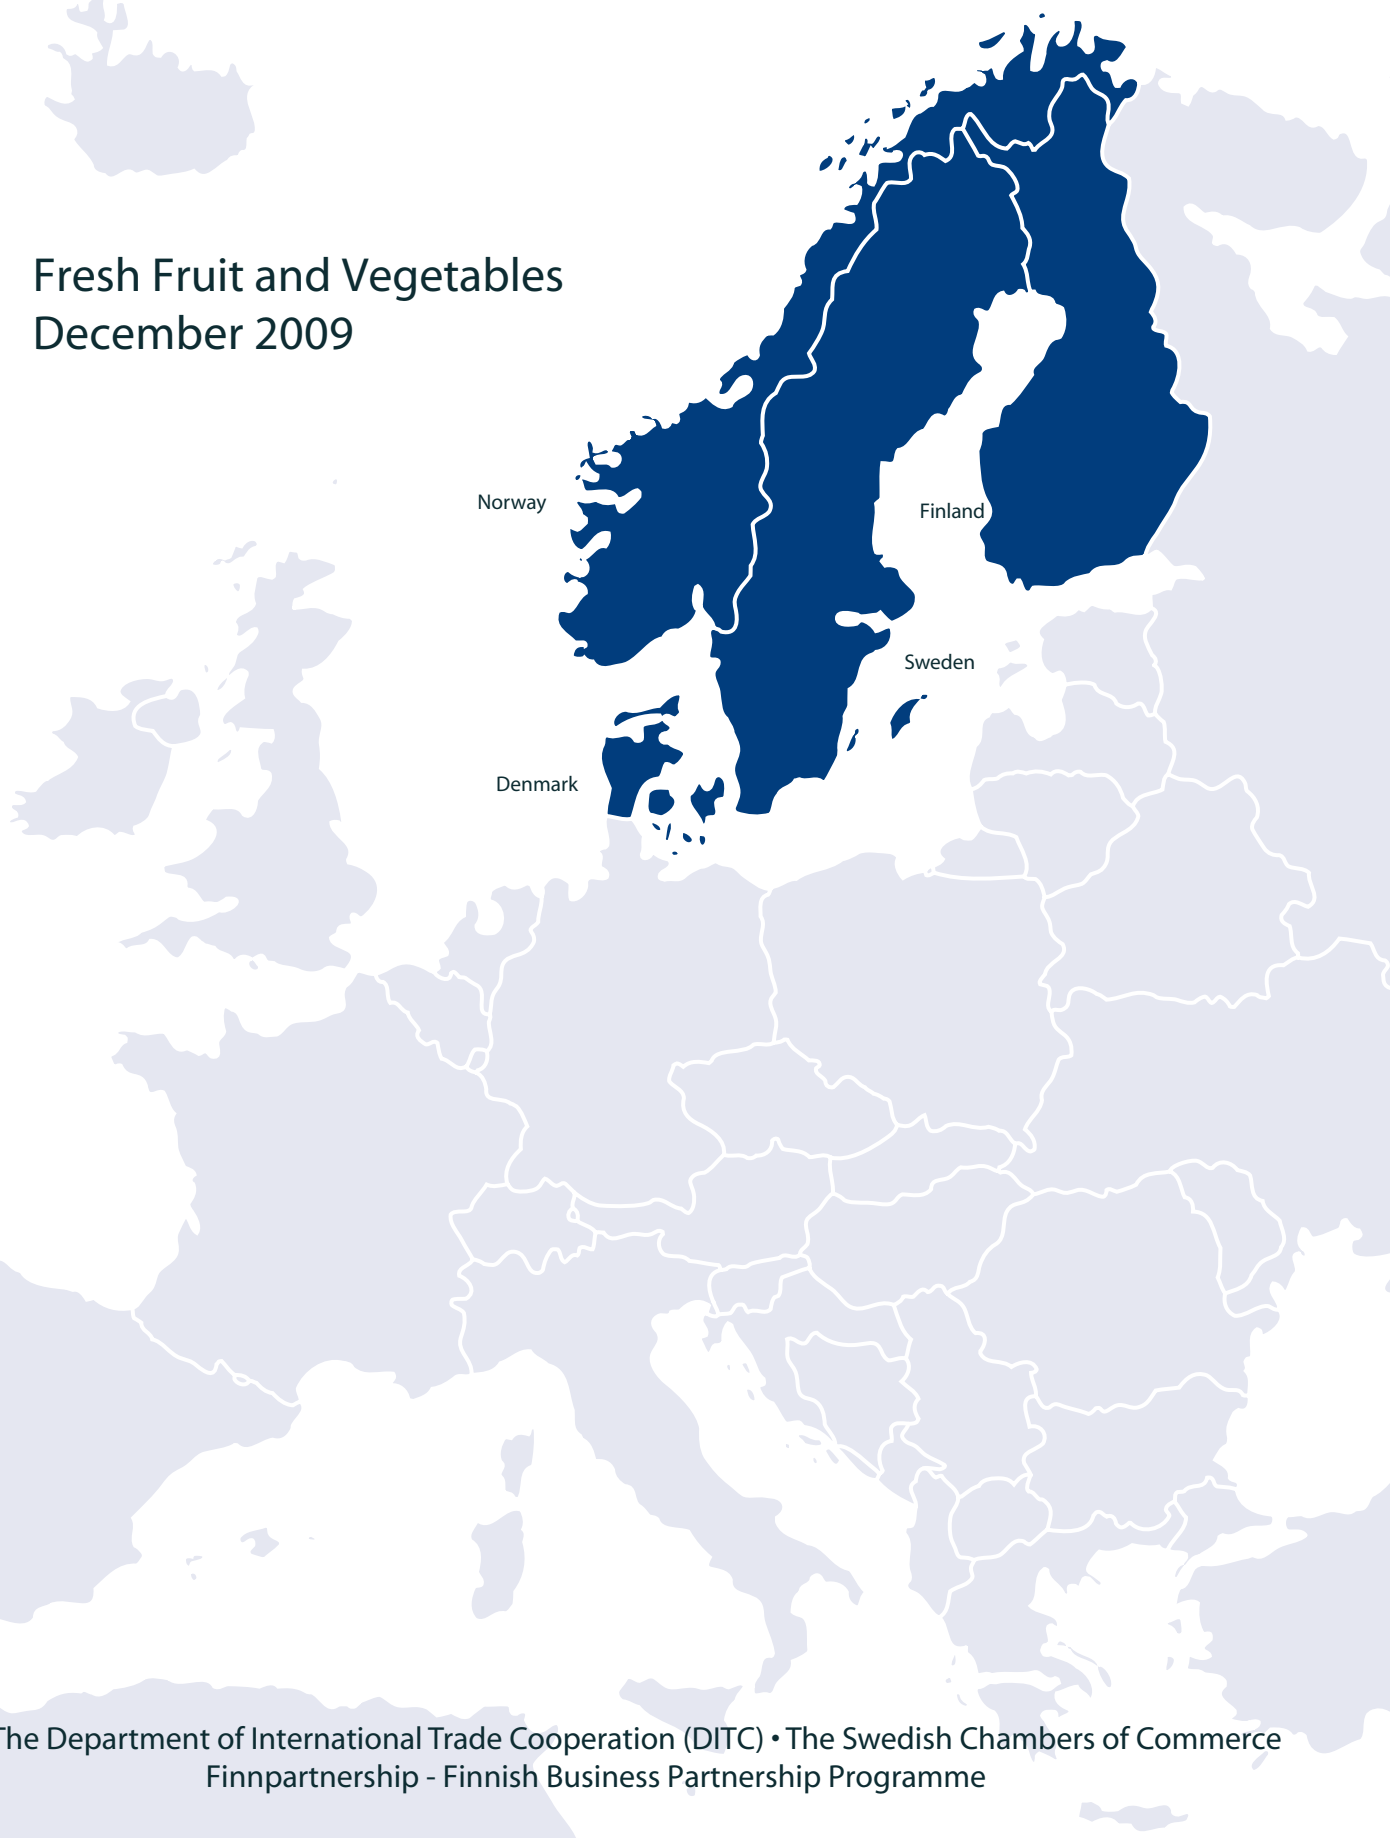 Fresh Fruit and Vegetables
December 2009
Norway
Finland
Sweden
Denmark
The Department of International Trade Cooperation (DITC) • The Swedish Chambers of Commerce
Finnpartnership - Finnish Business Partnership Programme